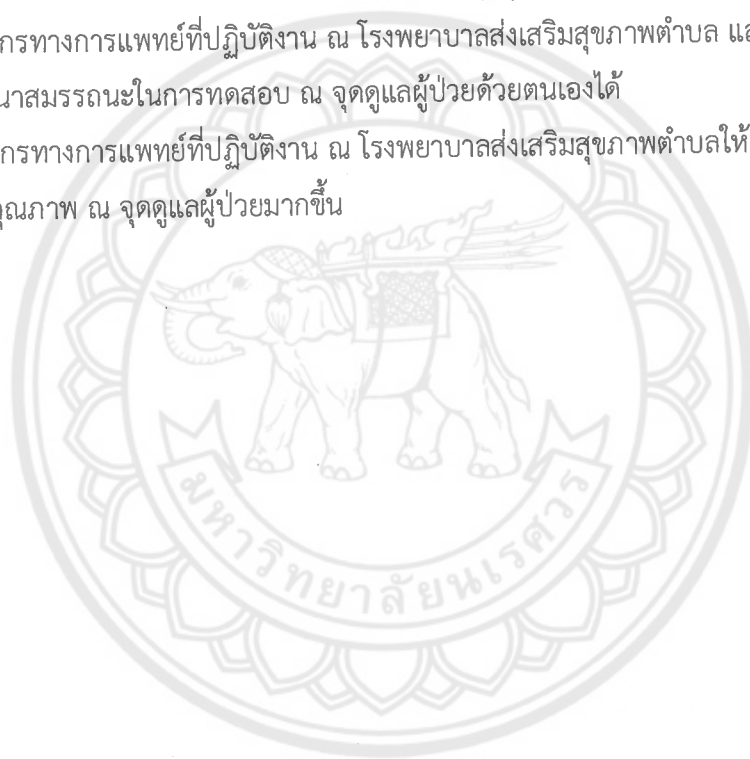 กรทางการแพทย์ที่ปฏิบัติงาน ณ โรงพยาบาลส่งเสริมสุขภาพตำบล
นาสมรรถนะในการทดสอบ ณ จุดดูแลผู้ป่วยด้วยตนเองได้
กรทางการแพทย์ที่ปฏิบัติงาน ณ โรงพยาบาลส่งเสริมสุขภาพตำบลให้
คุณภาพ ณ จุดดูแลผู้ป่วยมากขึ้น
มหาวิทยาลัยนเรศวร